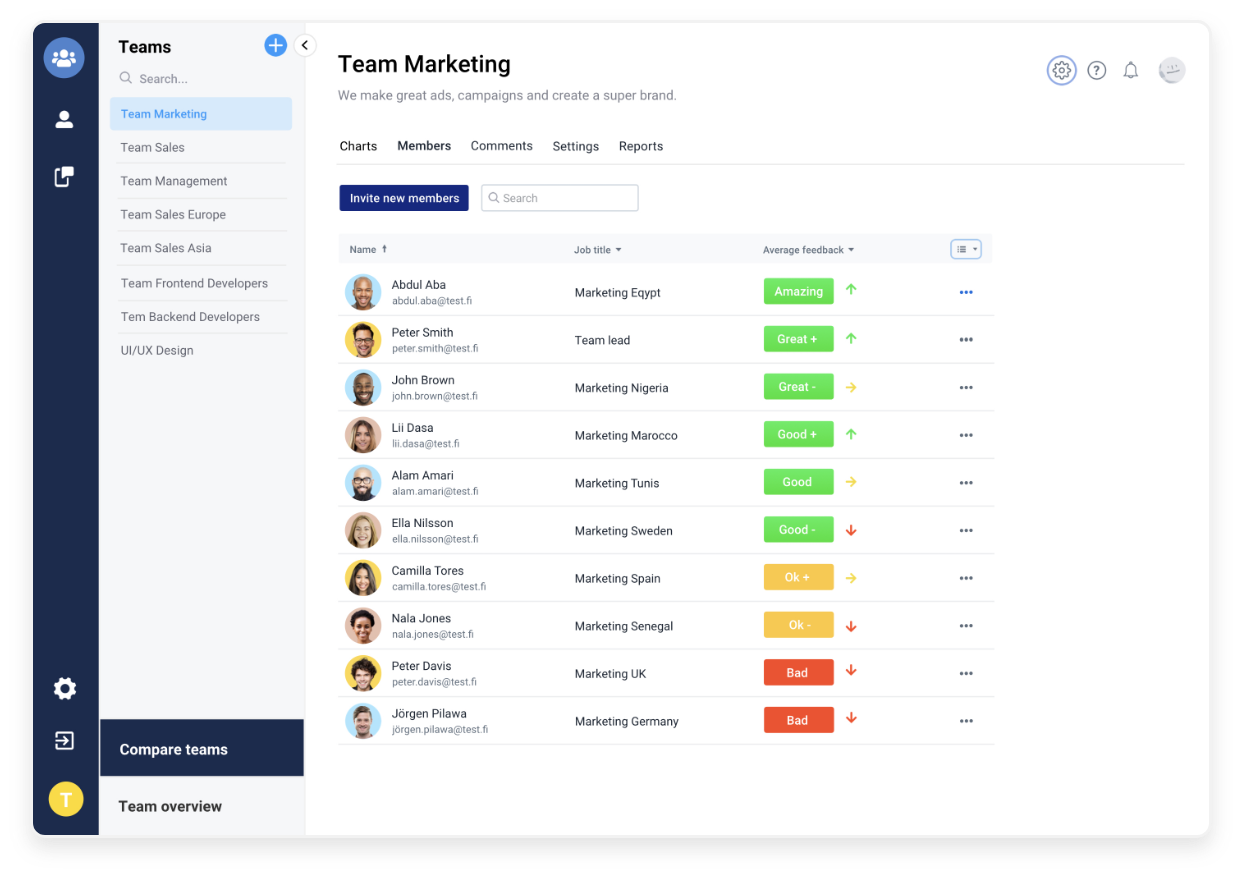 Teams
Search...
Team Marketing
Team Sales
Team Management
Team Sales Europe
Team Sales Asia
Team Frontend Developers
Tem Backend Developers
UI/UX Design
Compare teams
Team overview
T
Team Marketing
We make great ads, campaigns and create a super brand.
?
Charts Members Comments Settings Reports
Invite new members Search
Name Job title Average feedback
Abdul Aba
abdul.aba@test.fi
Marketing Eqypt Amazing
Peter Smith
peter.smith@test.fi
Team lead Great +
John Brown
john.brown@test.fi
Marketing Nigeria Great -
Lii Dasa
lii.dasa@test.fi
Marketing Marocco Good +
Alam Amari
alam.amari@test.fi
Marketing Tunis Good
Ella Nilsson
ella.nilsson@test.fi
Marketing Sweden Good -
Camilla Tores
camilla.tores@test.fi
Marketing Spain Ok +
Nala Jones
nala.jones@test.fi
Marketing Senegal Ok -
Peter Davis
peter.davis@test.fi
Marketing UK Bad
Jörgen Pilawa
jörgen.pilawa@test.fi
Marketing Germany Bad